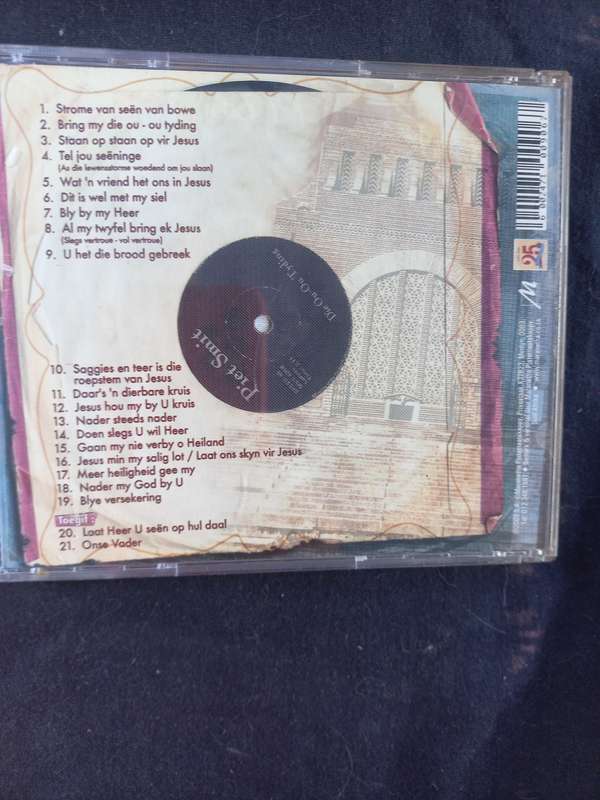 1. Strome van seën van bowe
2. Bring my die ou - ou tyding
3. Staan op staan op vir Jesus
4. Tel jou seëninge
(As die lewensstorme woedend om jou slaan)
5. Wat 'n vriend het ons in Jesus
6. Dit is wel met my siel
7. Bly by my Heer
8. Al my twyfel bring ek Jesus
(Slegs vertroue - vol vertroue)
9. U het die brood gebreek
10. Saggies en teer is die
roepstem van Jesus
11. Daar's 'n dierbare kruis
12. Jesus hou my by U kruis
13. Nader steeds nader
14. Doen slegs U wil Heer
15. Gaan my nie verby o Heiland
16. Jesus min my salig lot / Laat ons skyn vir Jesus
17. Meer heiligheid gee my
18. Nader my God by U
19. Blye versekering
Toegif :
20. Laat Heer U seën op hul daal
21. Onse Vader
Piet Smit
Die Ou Ou Tyding
25
M